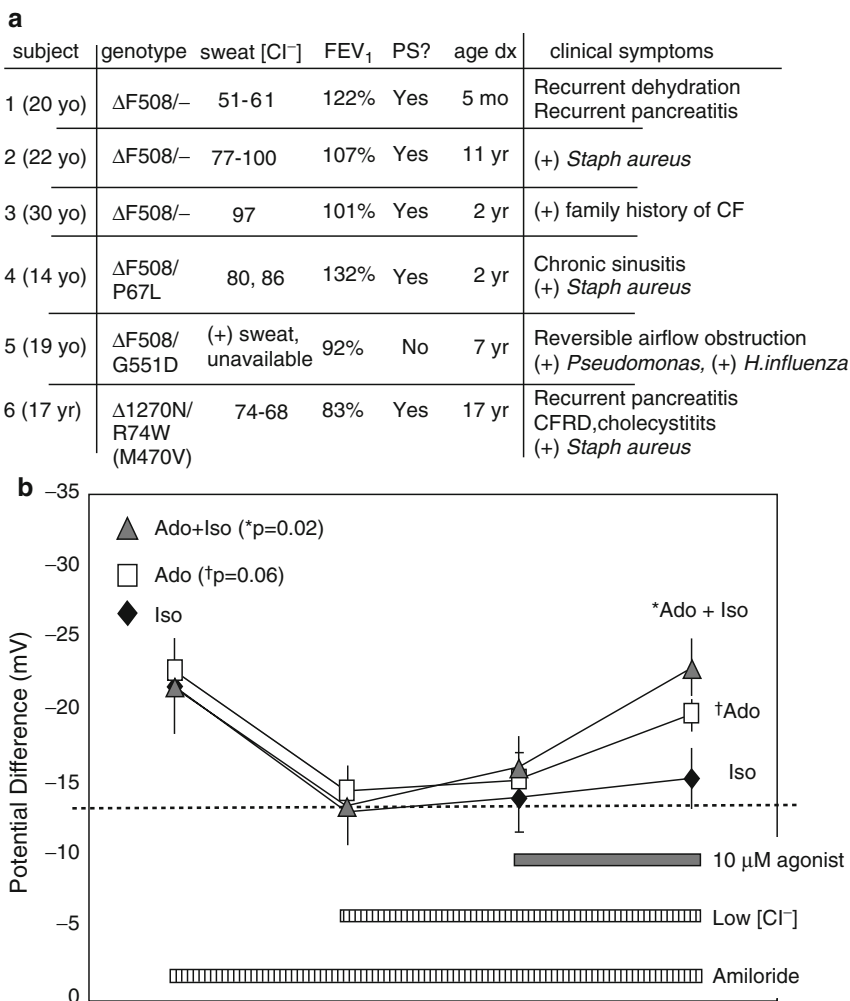 a
subject genotype sweat [Cl⁻] FEV₁ PS? age dx clinical symptoms
1 (20 yo) ΔF508/– 51-61 122% Yes 5 mo Recurrent dehydration
Recurrent pancreatitis
2 (22 yo) ΔF508/– 77-100 107% Yes 11 yr (+) Staph aureus
3 (30 yo) ΔF508/– 97 101% Yes 2 yr (+) family history of CF
4 (14 yo) ΔF508/ 80, 86 132% Yes 2 yr Chronic sinusitis
P67L (+) Staph aureus
5 (19 yo) ΔF508/ (+) sweat, 92% No 7 yr Reversible airflow obstruction
G551D unavailable (+) Pseudomonas, (+) H.influenza
6 (17 yr) Δ1270N/ 74-68 83% Yes 17 yr Recurrent pancreatitis
R74W CFRD,cholecystitits
(M470V) (+) Staph aureus
b
–35
Ado+Iso (*p=0.02)
–30
Ado (†p=0.06)
Iso
*Ado + Iso
–25
–20
†Ado
Iso
–15
–10
10 μM agonist
–5
Low [Cl⁻]
Amiloride
0
Potential Difference (mV)